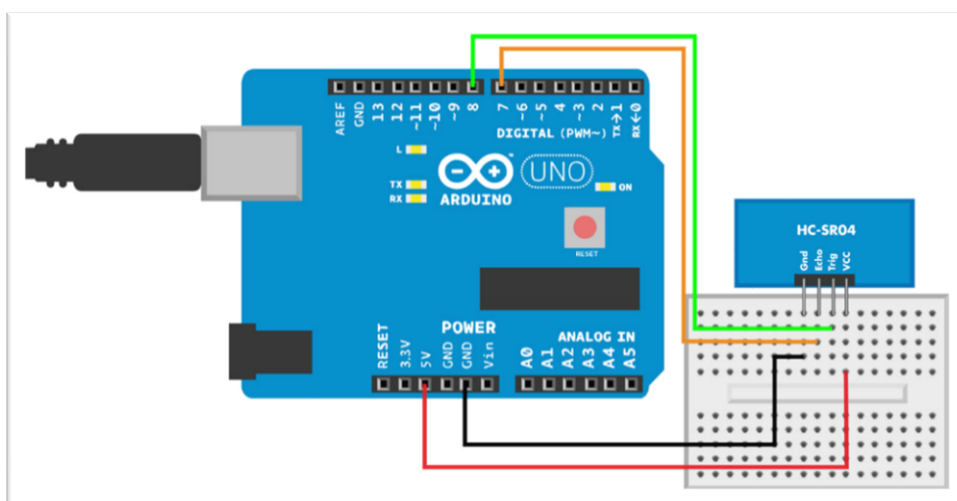 AREF
GND
13
12
~11
~10
~9
8
7
~6
~5
4
~3
2
TX→1
RX←0
DIGITAL (PWM~)
L
TX
RX
ARDUINO
™
UNO
ON
RESET
HC-SR04
Gnd
Echo
Trig
VCC
POWER
ANALOG IN
RESET
3.3V
5V
GND
GND
Vin
A0
A1
A2
A3
A4
A5